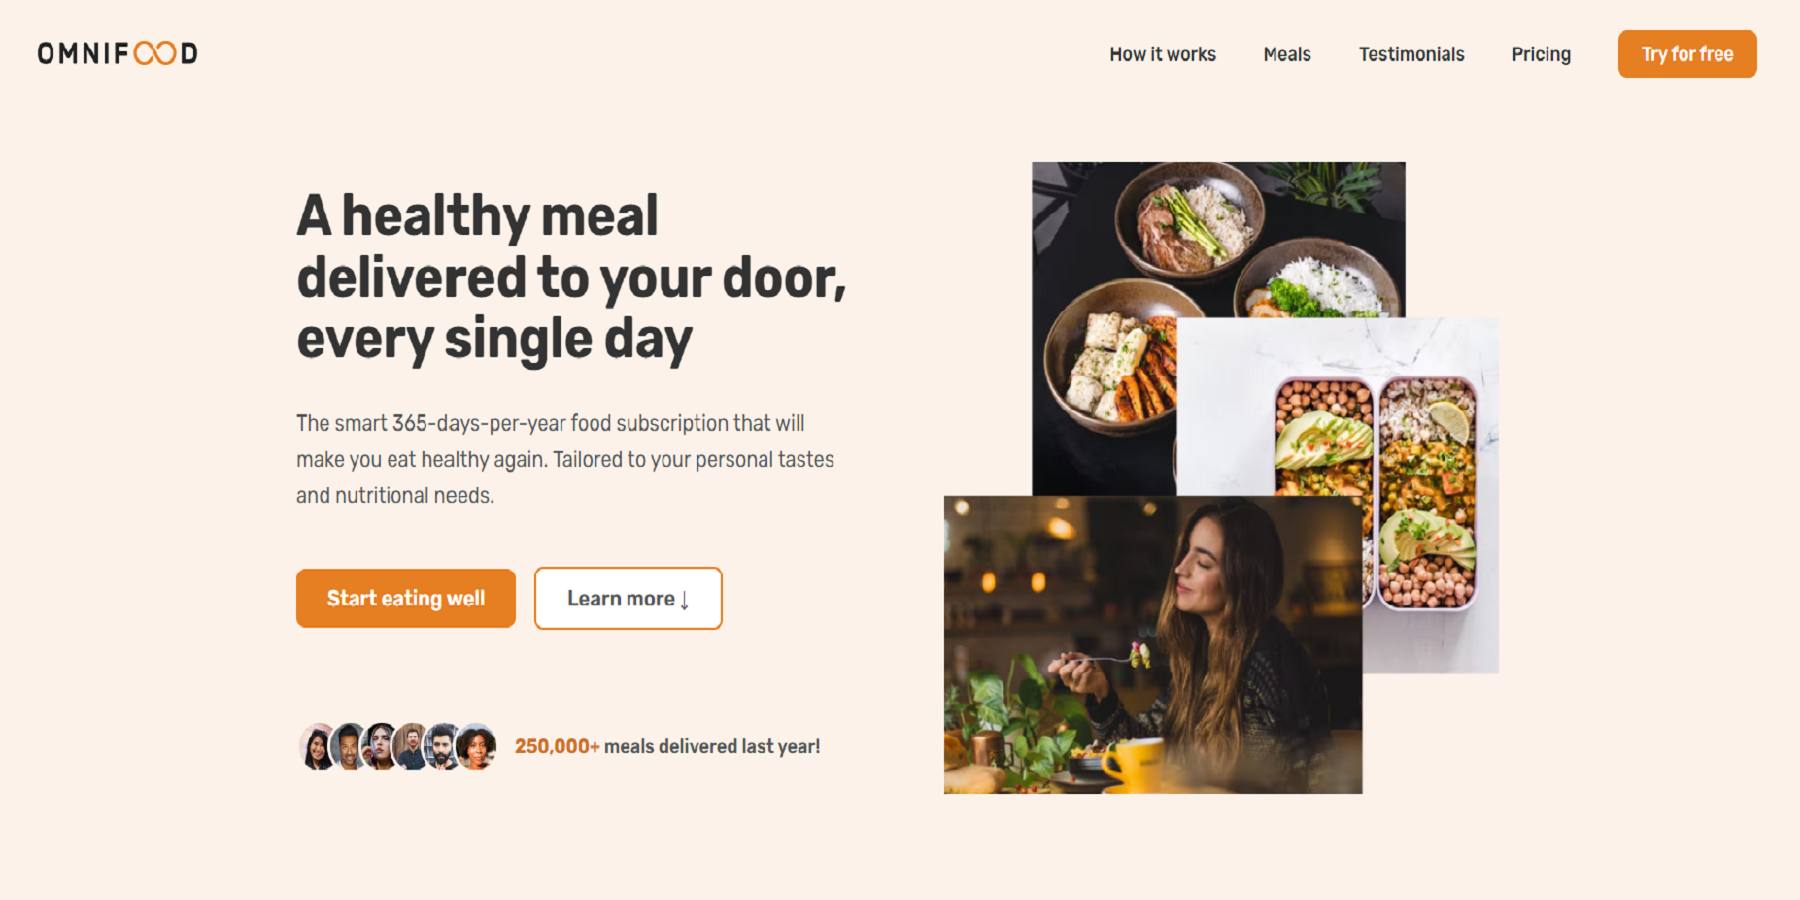 OMNIFOOD
How it works
Meals
Testimonials
Pricing
Try for free
A healthy meal
delivered to your door,
every single day
The smart 365-days-per-year food subscription that will
make you eat healthy again. Tailored to your personal tastes
and nutritional needs.
Start eating well
Learn more ↓
250,000+ meals delivered last year!